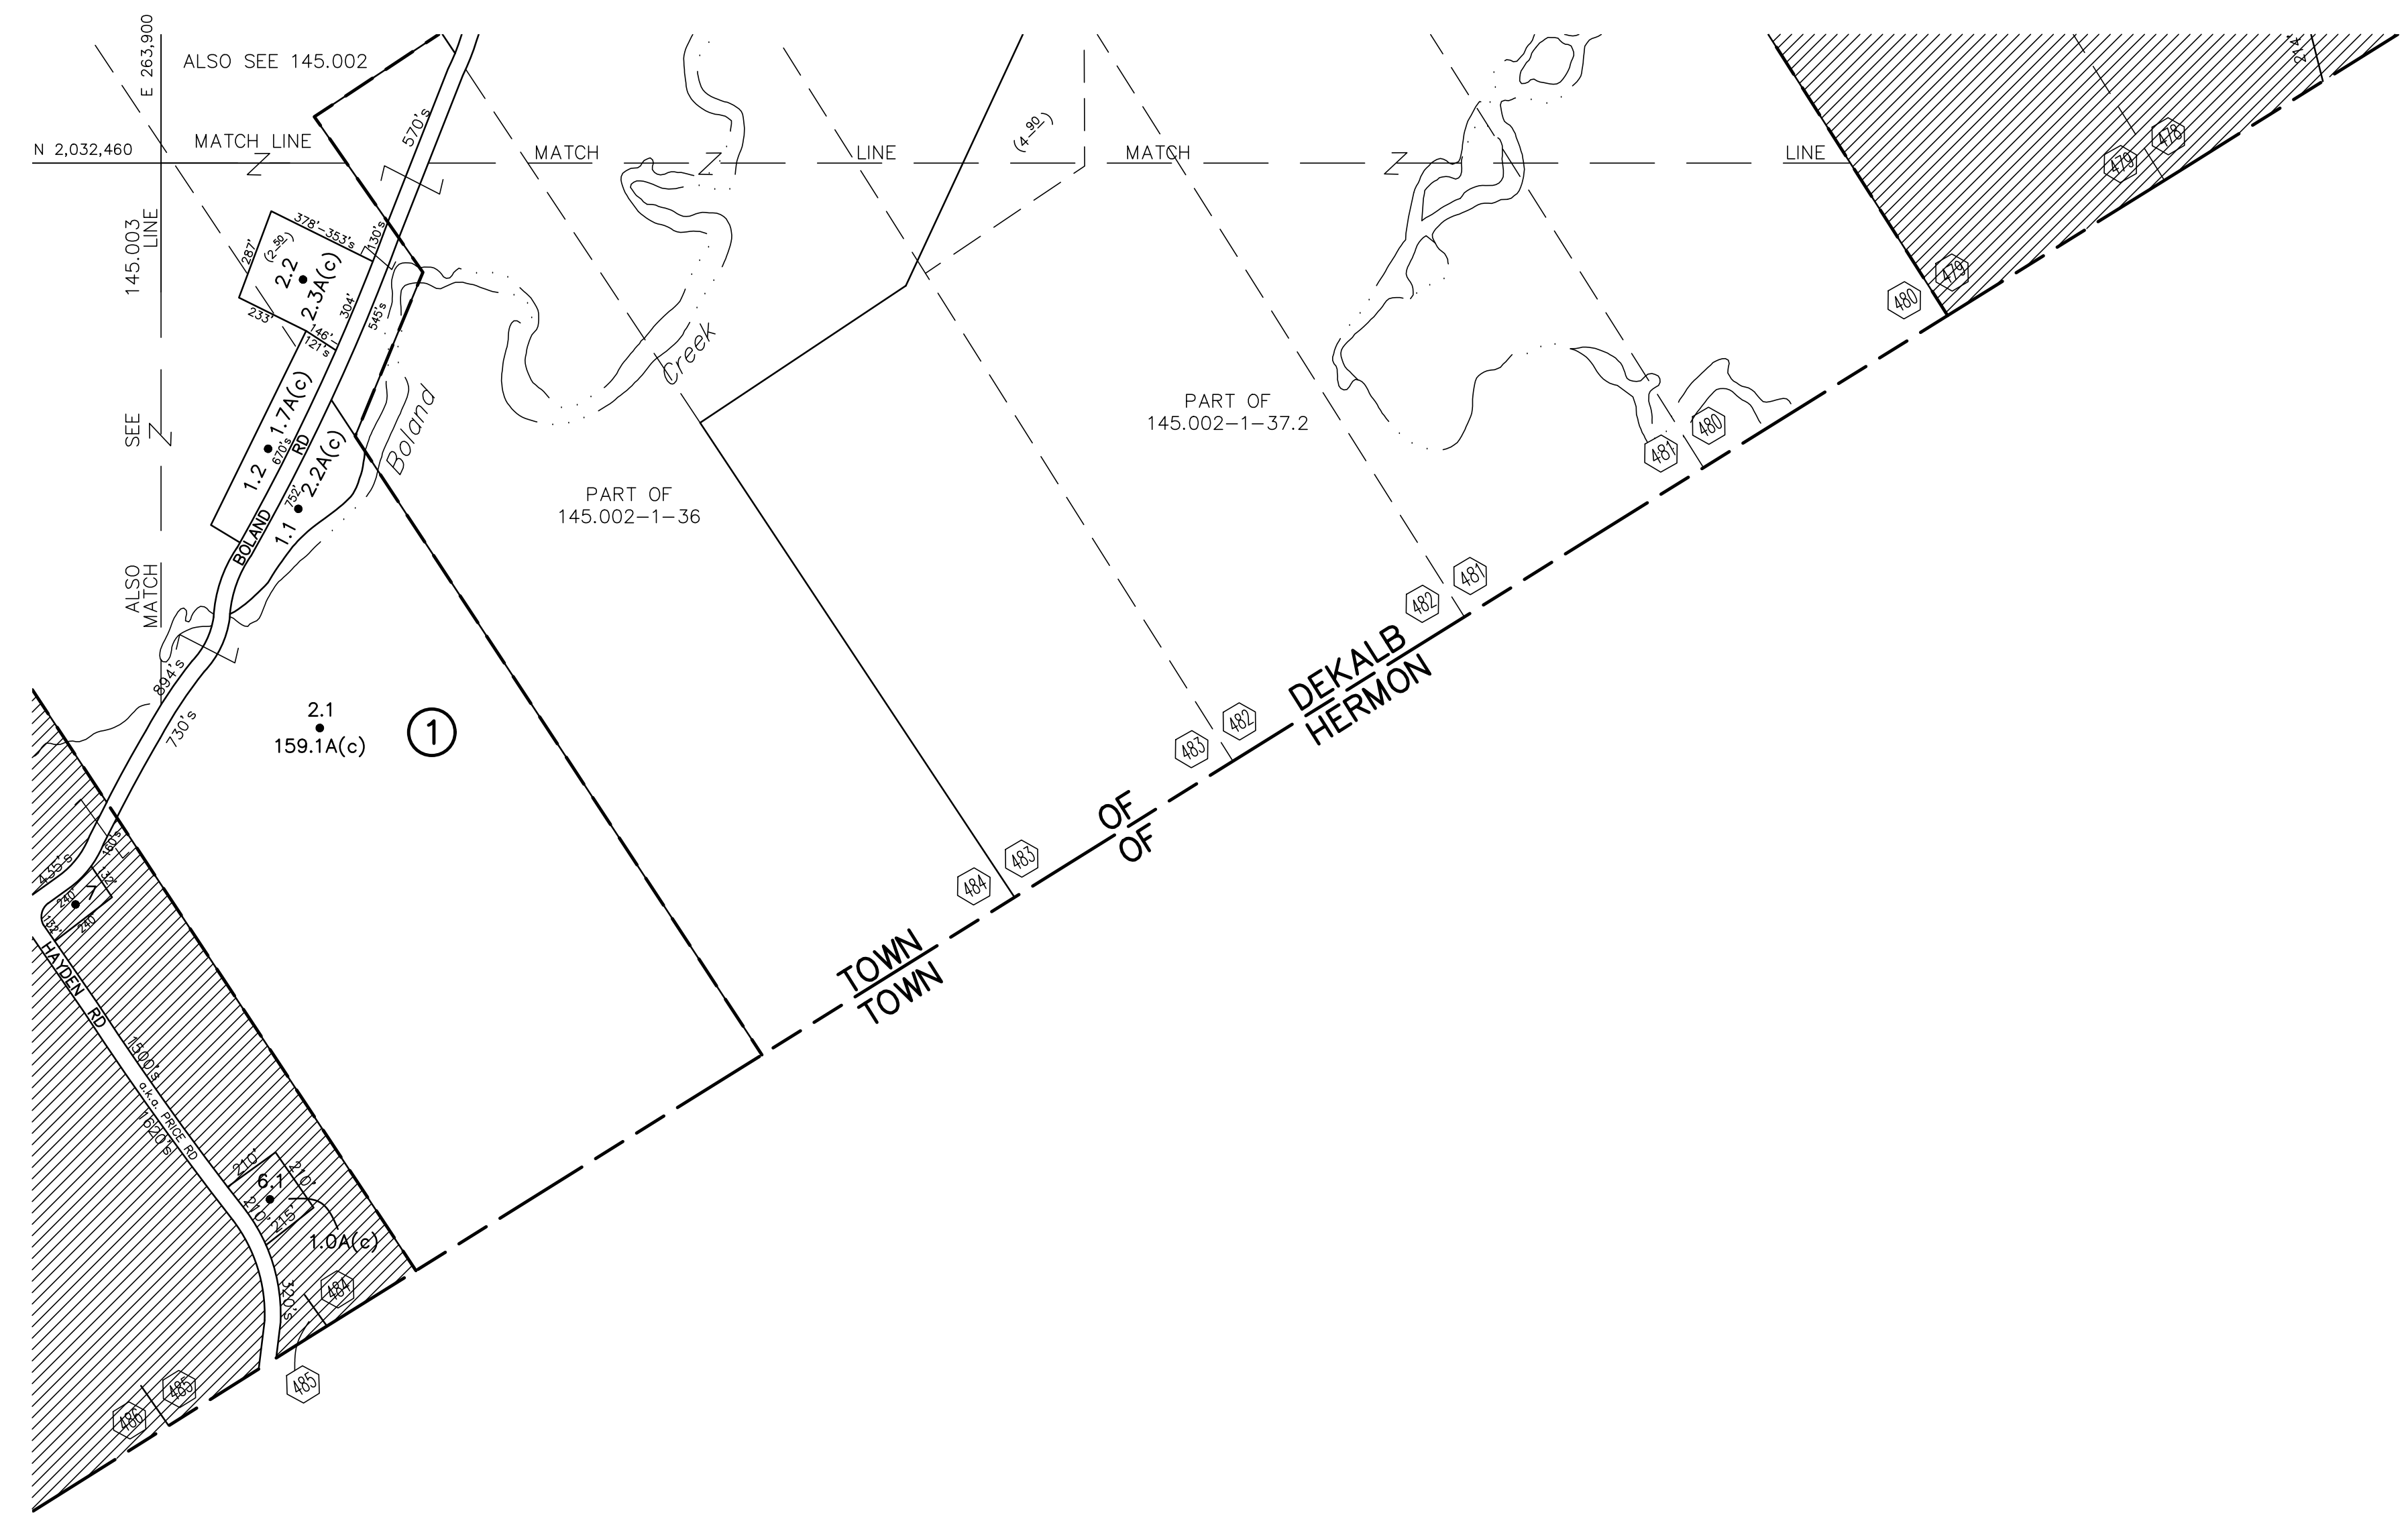 E 263,900
ALSO SEE 145.002
N 2,032,460
MATCH LINE
MATCH
LINE
MATCH
LINE
570's
(4.90)
214'
478
479
479
480
145.003
LINE
SEE
ALSO
MATCH
378'-353's
130's
287'
(2.50)
2.2
2.3A(c)
304'
545's
233'
146'
121's
1.7A(c)
1.2
670's
RD
2.2A(c)
752'
1.1
BOLAND
Boland
Creek
PART OF
145.002-1-36
PART OF
145.002-1-37.2
480
481
481
482
482
483
483
484
DEKALB
HERMON
OF
OF
TOWN
TOWN
894's
730's
2.1
159.1A(c)
1
160's
435's
7
240'
132'
240'
HAYDEN RD
1500's
a.k.a. PRICE RD
1620's
210'
6.1
210'
210'
215'
1.0A(c)
320's
484
485
485
486